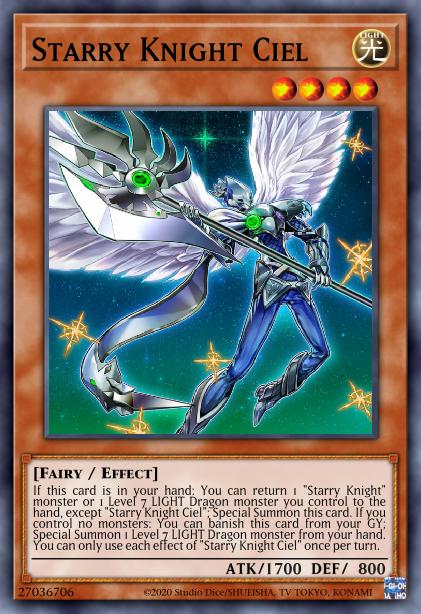 Starry Knight Ciel
LIGHT
光
[Fairy / Effect]
If this card is in your hand: You can return 1 "Starry Knight"
monster or 1 Level 7 LIGHT Dragon monster you control to the
hand, except "Starry Knight Ciel"; Special Summon this card. If you
control no monsters: You can banish this card from your GY;
Special Summon 1 Level 7 LIGHT Dragon monster from your hand.
You can only use each effect of "Starry Knight Ciel" once per turn.
ATK/1700 DEF/ 800
27036706 ©2020 Studio Dice/SHUEISHA, TV TOKYO, KONAMI